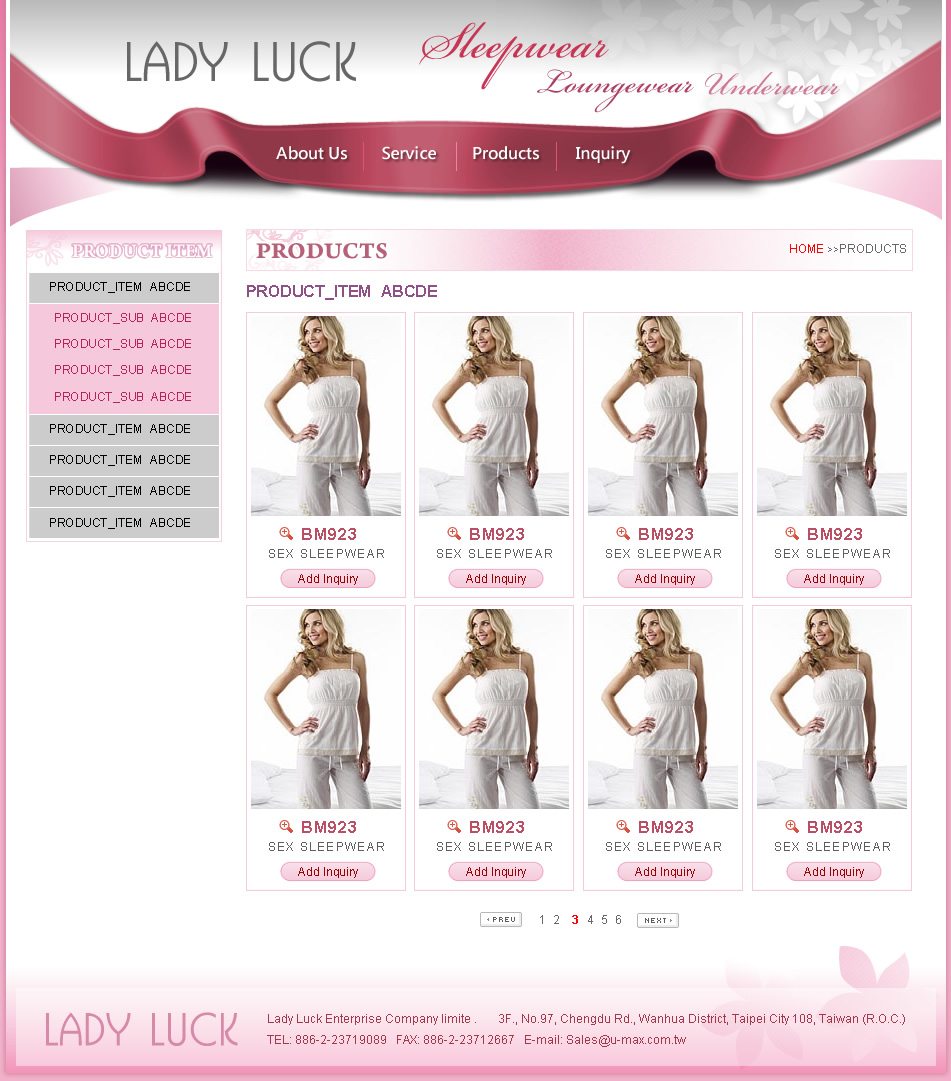 LADY LUCK
Sleepwear
Loungewear Underwear
About Us Service Products Inquiry
PRODUCT ITEM
PRODUCT_ITEM ABCDE
PRODUCT_SUB ABCDE
PRODUCT_SUB ABCDE
PRODUCT_SUB ABCDE
PRODUCT_SUB ABCDE
PRODUCT_ITEM ABCDE
PRODUCT_ITEM ABCDE
PRODUCT_ITEM ABCDE
PRODUCT_ITEM ABCDE
PRODUCTS HOME >>PRODUCTS
PRODUCT_ITEM ABCDE
BM923 BM923 BM923 BM923
SEX SLEEPWEAR SEX SLEEPWEAR SEX SLEEPWEAR SEX SLEEPWEAR
Add Inquiry Add Inquiry Add Inquiry Add Inquiry
BM923 BM923 BM923 BM923
SEX SLEEPWEAR SEX SLEEPWEAR SEX SLEEPWEAR SEX SLEEPWEAR
Add Inquiry Add Inquiry Add Inquiry Add Inquiry
‹ PREV 1 2 3 4 5 6 NEXT ›
LADY LUCK
Lady Luck Enterprise Company limite . 3F., No.97, Chengdu Rd., Wanhua District, Taipei City 108, Taiwan (R.O.C.)
TEL: 886-2-23719089 FAX: 886-2-23712667 E-mail: Sales@u-max.com.tw